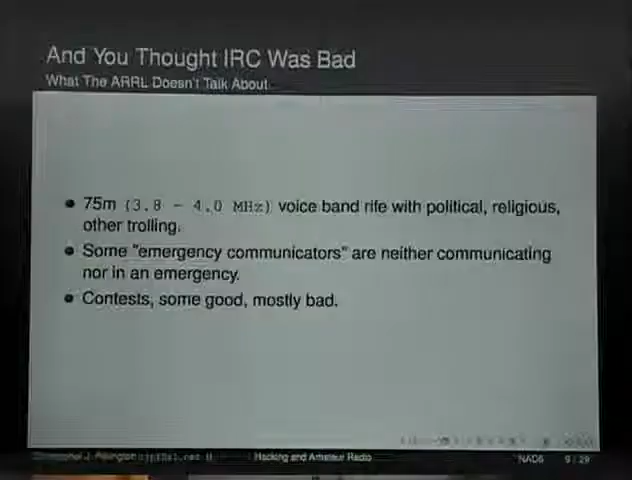 And You Thought IRC Was Bad
What The ARRL Doesn't Talk About
75m (3.8 - 4.0 MHz) voice band rife with political, religious,
other trolling.
Some "emergency communicators" are neither communicating
nor in an emergency.
Contests, some good, mostly bad.
Hacking and Amateur Radio
9 / 29